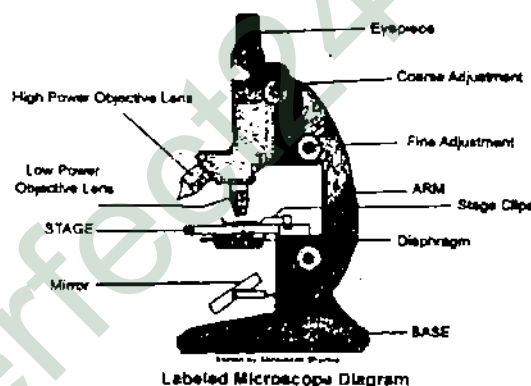 Eyepiece
Coarse Adjustment
High Power Objective Lens
Fine Adjustment
Low Power
Objective Lens
ARM
Stage Clips
STAGE
Diaphragm
Mirror
BASE
Labeled Microscope Diagram